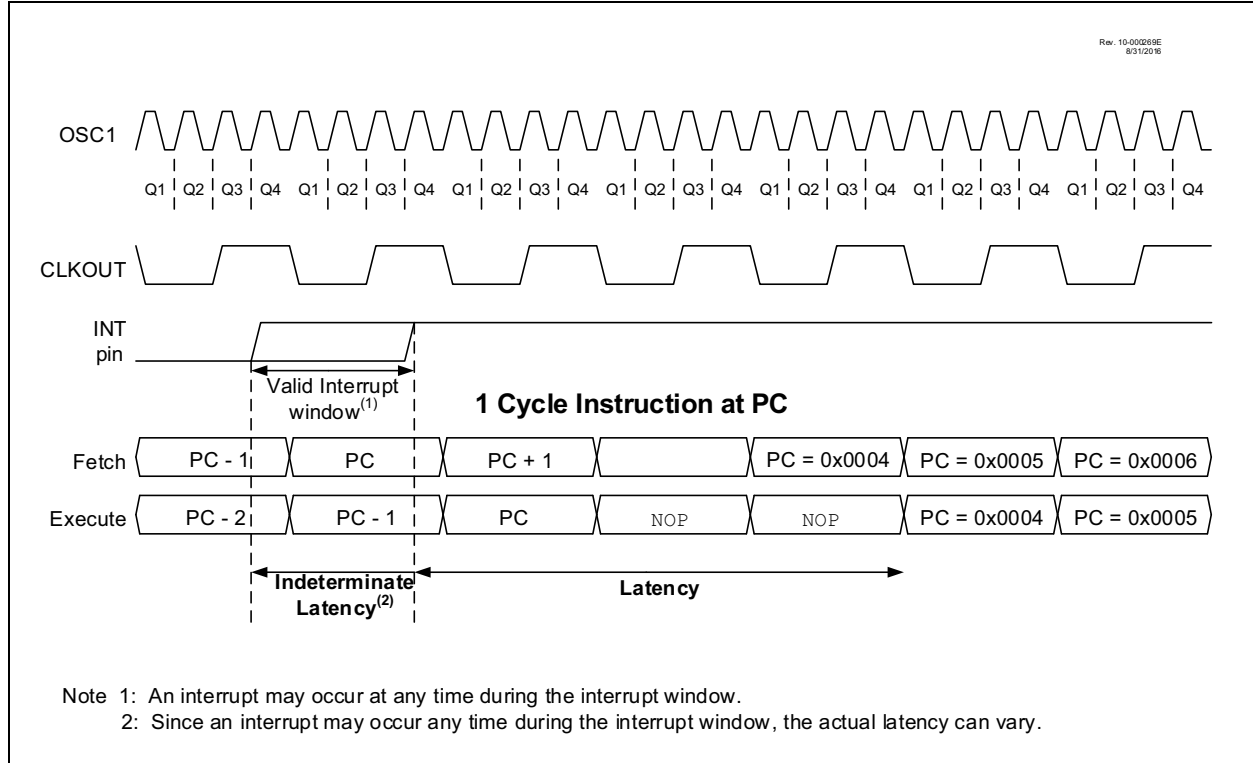 Rev. 10-000269E
8/31/2016
OSC1
Q1 Q2 Q3 Q4 Q1 Q2 Q3 Q4 Q1 Q2 Q3 Q4 Q1 Q2 Q3 Q4 Q1 Q2 Q3 Q4 Q1 Q2 Q3 Q4 Q1 Q2 Q3 Q4
CLKOUT
INT
pin
Valid Interrupt
window(1)
1 Cycle Instruction at PC
Fetch PC - 1 PC PC + 1 PC = 0x0004 PC = 0x0005 PC = 0x0006
Execute PC - 2 PC - 1 PC NOP NOP PC = 0x0004 PC = 0x0005
Indeterminate
Latency(2)
Latency
Note 1: An interrupt may occur at any time during the interrupt window.
2: Since an interrupt may occur any time during the interrupt window, the actual latency can vary.